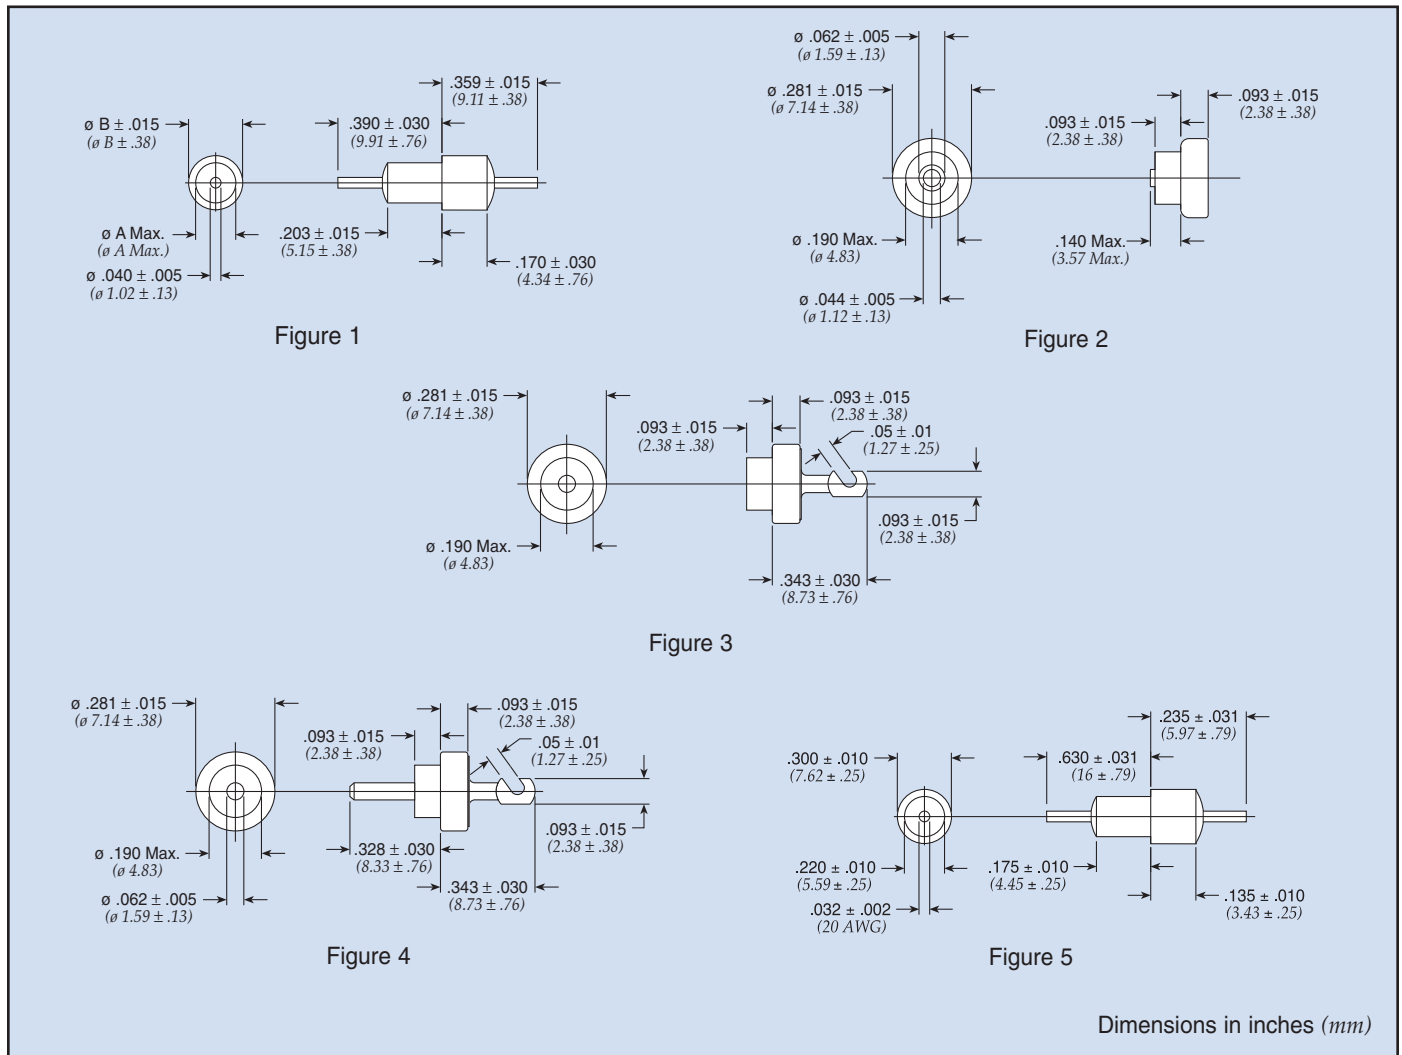 .359 ± .015
(9.11 ± .38)
ø B ± .015
(ø B ± .38)
.390 ± .030
(9.91 ± .76)
ø A Max.
(ø A Max.)
.203 ± .015
(5.15 ± .38)
ø .040 ± .005
(ø 1.02 ± .13)
.170 ± .030
(4.34 ± .76)
Figure 1
ø .062 ± .005
(ø 1.59 ± .13)
ø .281 ± .015
(ø 7.14 ± .38)
.093 ± .015
(2.38 ± .38)
.093 ± .015
(2.38 ± .38)
ø .190 Max.
(ø 4.83)
.140 Max.
(3.57 Max.)
ø .044 ± .005
(ø 1.12 ± .13)
Figure 2
ø .281 ± .015
(ø 7.14 ± .38)
.093 ± .015
(2.38 ± .38)
.093 ± .015
(2.38 ± .38)
.05 ± .01
(1.27 ± .25)
.093 ± .015
(2.38 ± .38)
ø .190 Max.
(ø 4.83)
.343 ± .030
(8.73 ± .76)
Figure 3
ø .281 ± .015
(ø 7.14 ± .38)
.093 ± .015
(2.38 ± .38)
.093 ± .015
(2.38 ± .38)
.05 ± .01
(1.27 ± .25)
.093 ± .015
(2.38 ± .38)
ø .190 Max.
(ø 4.83)
.328 ± .030
(8.33 ± .76)
.343 ± .030
(8.73 ± .76)
ø .062 ± .005
(ø 1.59 ± .13)
Figure 4
.235 ± .031
(5.97 ± .79)
.300 ± .010
(7.62 ± .25)
.630 ± .031
(16 ± .79)
.220 ± .010
(5.59 ± .25)
.175 ± .010
(4.45 ± .25)
.135 ± .010
(3.43 ± .25)
.032 ± .002
(20 AWG)
Figure 5
Dimensions in inches (mm)